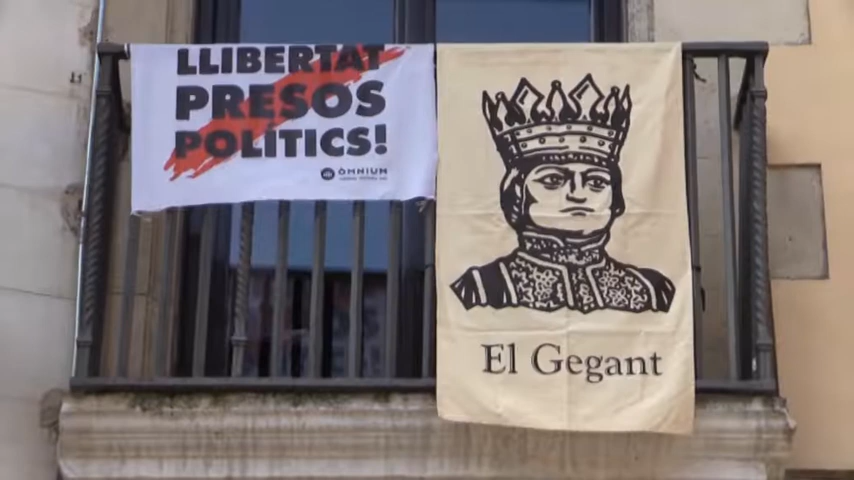 LLIBERTAT
PRESOS
POLÍTICS!
ÒMNIUM
El Gegant